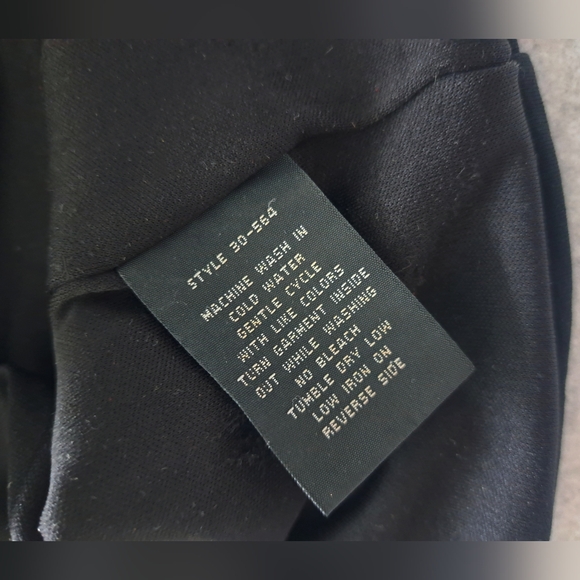 STYLE 30-564
MACHINE WASH IN
COLD WATER
GENTLE CYCLE
WITH LIKE COLORS
TURN GARMENT INSIDE
OUT WHILE WASHING
NO BLEACH
TUMBLE DRY LOW
LOW IRON ON
REVERSE SIDE